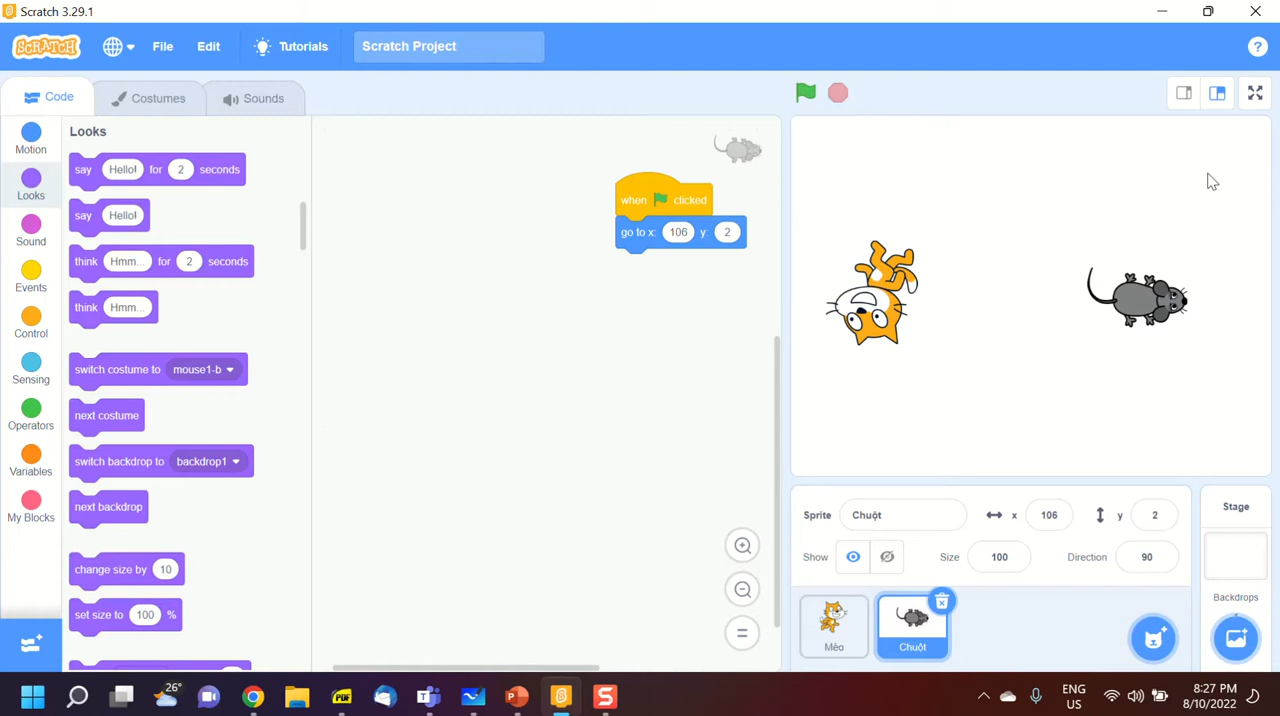 Scratch 3.29.1
SCRATCH File Edit Tutorials Scratch Project ?
Code Costumes Sounds
Motion
Looks
Sound
Events
Control
Sensing
Operators
Variables
My Blocks
Looks
say Hello! for 2 seconds
say Hello!
think Hmm... for 2 seconds
think Hmm...
switch costume to mouse1-b
next costume
switch backdrop to backdrop1
next backdrop
change size by 10
set size to 100 %
when clicked
go to x: 106 y: 2
Sprite Chuột x 106 y 2
Show Size 100 Direction 90
Mèo
Chuột
Stage
Backdrops
26°
PDF
ENG
US
8:27 PM
8/10/2022